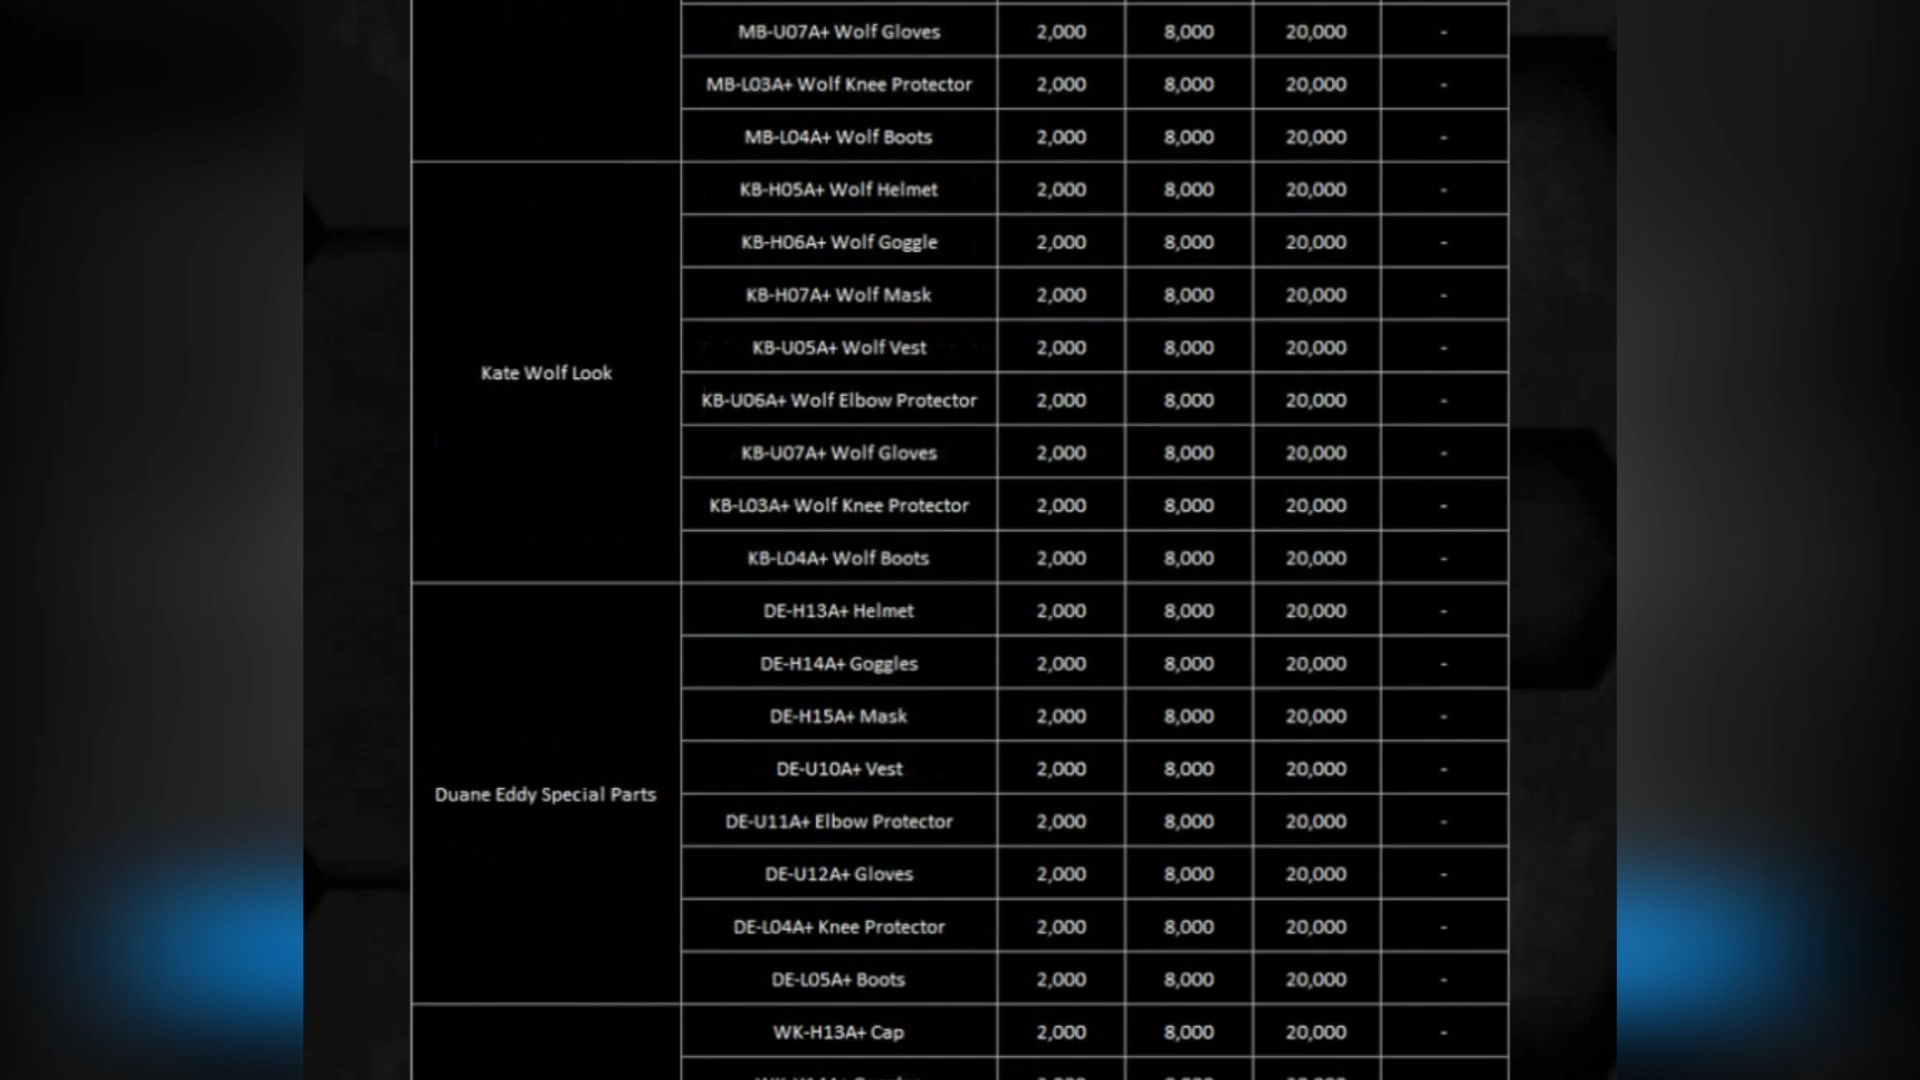 MB-U07A+ Wolf Gloves 2,000 8,000 20,000 -
MB-L03A+ Wolf Knee Protector 2,000 8,000 20,000 -
MB-L04A+ Wolf Boots 2,000 8,000 20,000 -
Kate Wolf Look
KB-H05A+ Wolf Helmet 2,000 8,000 20,000 -
KB-H06A+ Wolf Goggle 2,000 8,000 20,000 -
KB-H07A+ Wolf Mask 2,000 8,000 20,000 -
KB-U05A+ Wolf Vest 2,000 8,000 20,000 -
KB-U06A+ Wolf Elbow Protector 2,000 8,000 20,000 -
KB-U07A+ Wolf Gloves 2,000 8,000 20,000 -
KB-L03A+ Wolf Knee Protector 2,000 8,000 20,000 -
KB-L04A+ Wolf Boots 2,000 8,000 20,000 -
Duane Eddy Special Parts
DE-H13A+ Helmet 2,000 8,000 20,000 -
DE-H14A+ Goggles 2,000 8,000 20,000 -
DE-H15A+ Mask 2,000 8,000 20,000 -
DE-U10A+ Vest 2,000 8,000 20,000 -
DE-U11A+ Elbow Protector 2,000 8,000 20,000 -
DE-U12A+ Gloves 2,000 8,000 20,000 -
DE-L04A+ Knee Protector 2,000 8,000 20,000 -
DE-L05A+ Boots 2,000 8,000 20,000 -
WK-H13A+ Cap 2,000 8,000 20,000 -